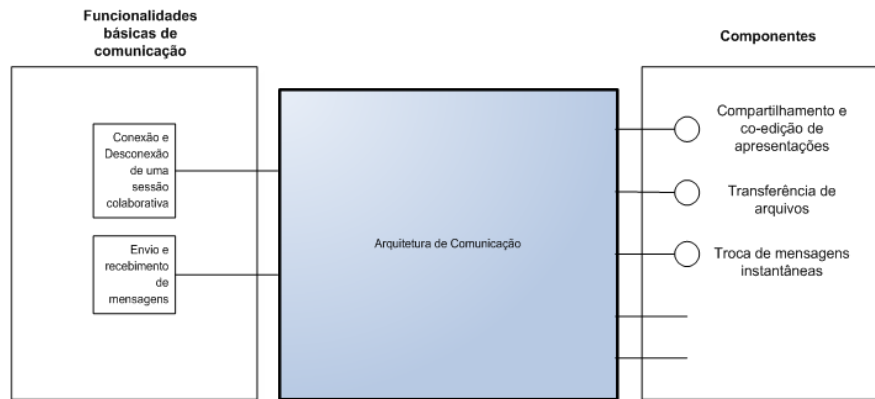 Funcionalidades
básicas de
comunicação
Conexão e
Desconexão
de uma
sessão
colaborativa
Envio e
recebimento
de
mensagens
Arquitetura de Comunicação
Componentes
Compartilhamento e
co-edição de
apresentações
Transferência de
arquivos
Troca de mensagens
instantâneas